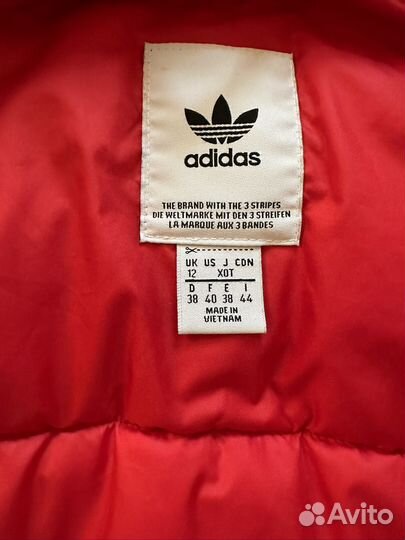 adidas
THE BRAND WITH THE 3 STRIPES
DIE WELTMARKE MIT DEN 3 STREIFEN
LA MARQUE AUX 3 BANDES
UK US J CDN
12 XOT
D F E I
38 40 38 44
MADE IN
VIETNAM
Avito